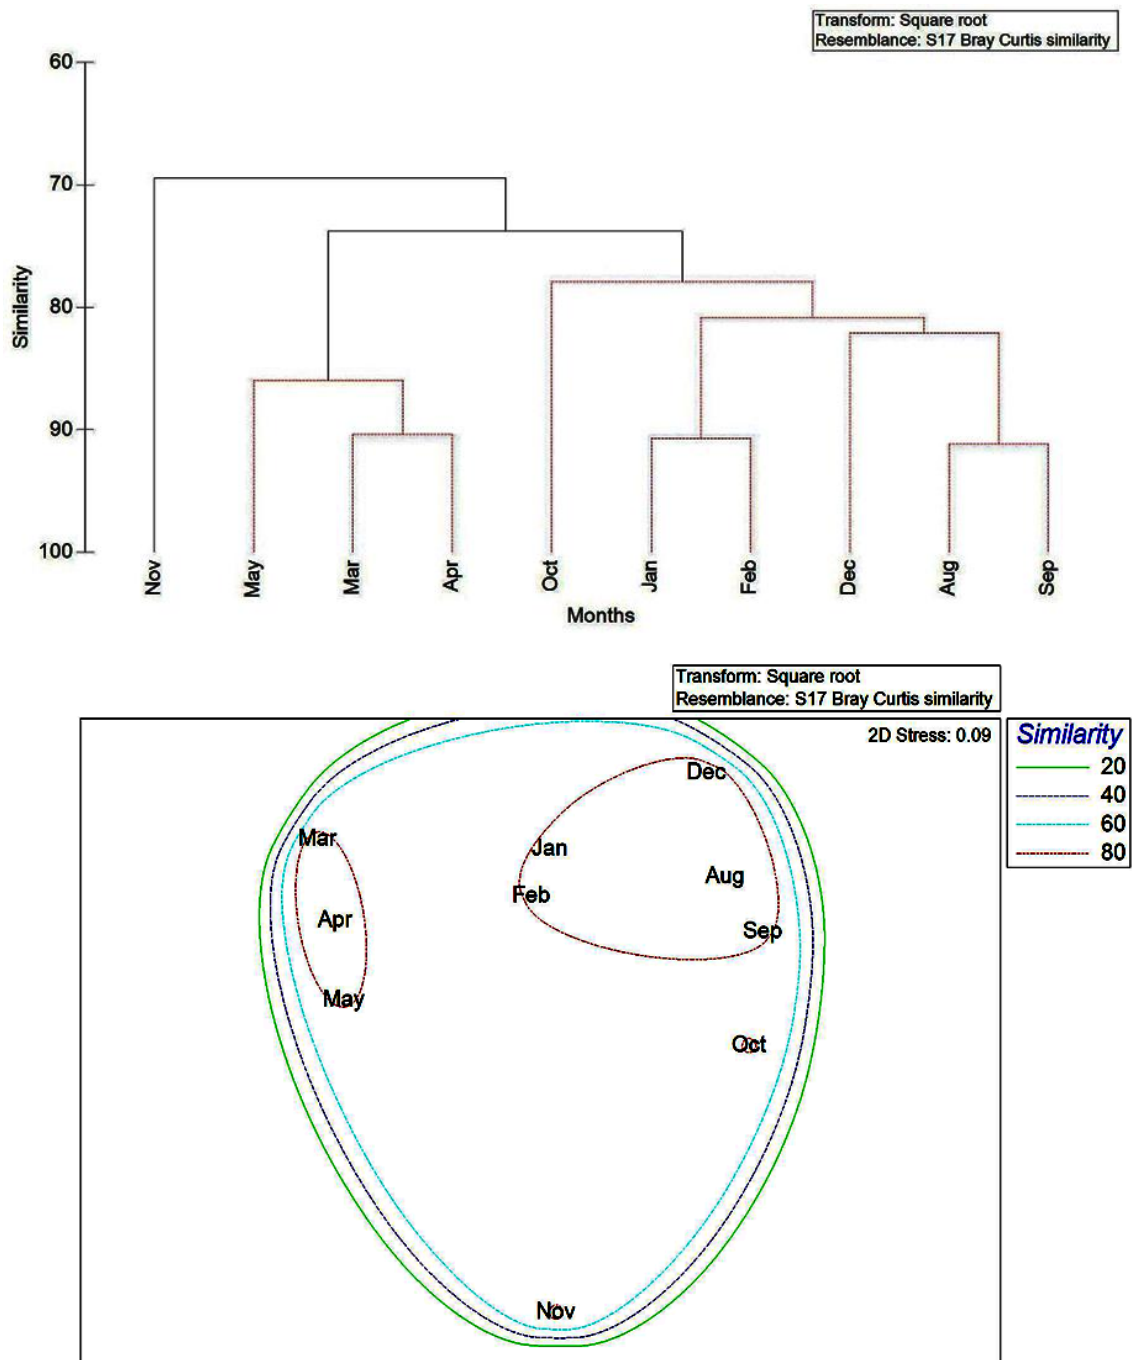 Transform: Square root
Resemblance: S17 Bray Curtis similarity
60
70
80
90
100
Similarity
Nov
May
Mar
Apr
Oct
Jan
Feb
Dec
Aug
Sep
Months
Transform: Square root
Resemblance: S17 Bray Curtis similarity
2D Stress: 0.09
Similarity
20
40
60
80
Dec
Mar
Jan
Aug
Feb
Apr
Sep
May
Oct
Nov